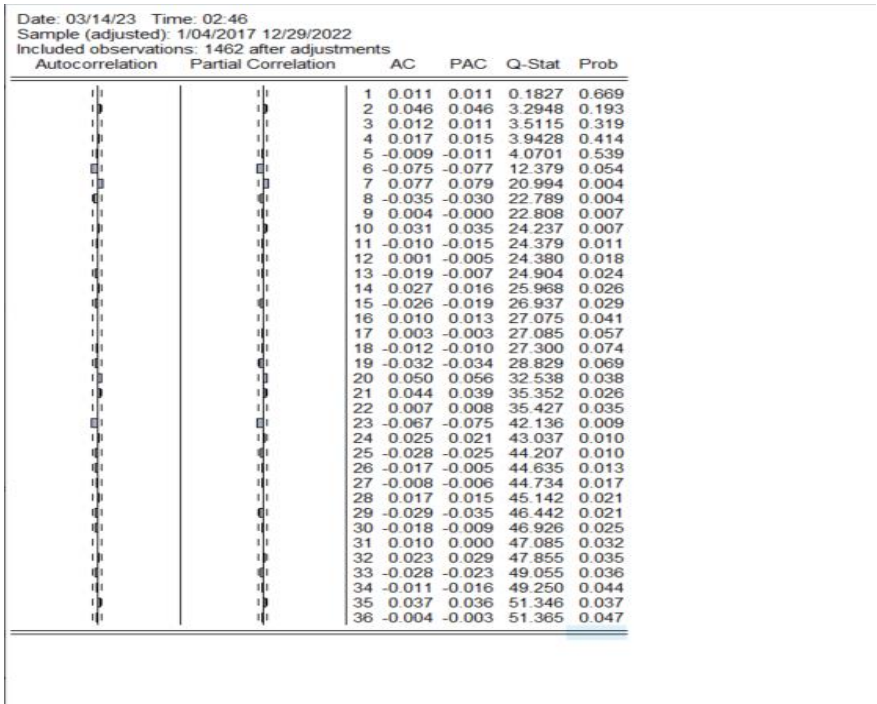 Date: 03/14/23 Time: 02:46
Sample (adjusted): 1/04/2017 12/29/2022
Included observations: 1462 after adjustments
Autocorrelation Partial Correlation AC PAC Q-Stat Prob
1 0.011 0.011 0.1827 0.669
2 0.046 0.046 3.2948 0.193
3 0.012 0.011 3.5115 0.319
4 0.017 0.015 3.9428 0.414
5 -0.009 -0.011 4.0701 0.539
6 -0.075 -0.077 12.379 0.054
7 0.077 0.079 20.994 0.004
8 -0.035 -0.030 22.789 0.004
9 0.004 -0.000 22.808 0.007
10 0.031 0.035 24.237 0.007
11 -0.010 -0.015 24.379 0.011
12 0.001 -0.005 24.380 0.018
13 -0.019 -0.007 24.904 0.024
14 0.027 0.016 25.968 0.026
15 -0.026 -0.019 26.937 0.029
16 0.010 0.013 27.075 0.041
17 0.003 -0.003 27.085 0.057
18 -0.012 -0.010 27.300 0.074
19 -0.032 -0.034 28.829 0.069
20 0.050 0.056 32.538 0.038
21 0.044 0.039 35.352 0.026
22 0.007 0.008 35.427 0.035
23 -0.067 -0.075 42.136 0.009
24 0.025 0.021 43.037 0.010
25 -0.028 -0.025 44.207 0.010
26 -0.017 -0.005 44.635 0.013
27 -0.008 -0.006 44.734 0.017
28 0.017 0.015 45.142 0.021
29 -0.029 -0.035 46.442 0.021
30 -0.018 -0.009 46.926 0.025
31 0.010 0.000 47.085 0.032
32 0.023 0.029 47.855 0.035
33 -0.028 -0.023 49.055 0.036
34 -0.011 -0.016 49.250 0.044
35 0.037 0.036 51.346 0.037
36 -0.004 -0.003 51.365 0.047